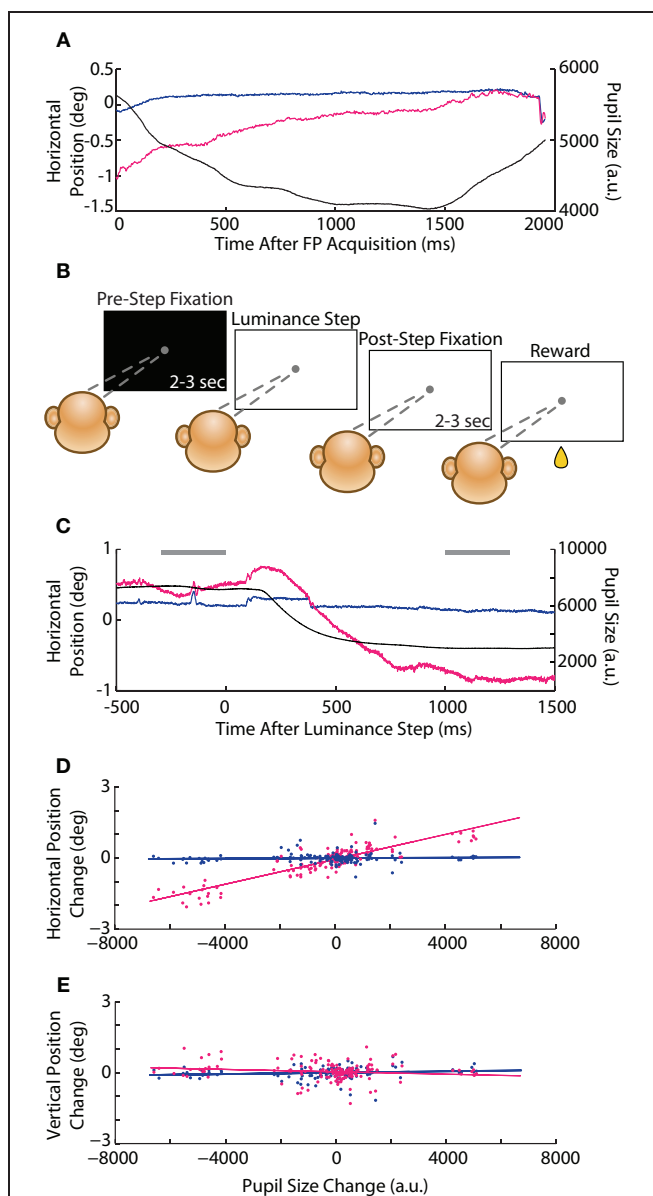 A
Horizontal
Position (deg)
0.5
0
-0.5
-1
-1.5
6000
5000
4000
Pupil Size (a.u.)
0 500 1000 1500 2000
Time After FP Acquisition (ms)
B
Pre-Step Fixation
Luminance Step
Post-Step Fixation
Reward
2-3 sec
2-3 sec
C
Horizontal
Position (deg)
1
0
-1
10000
6000
2000
Pupil Size (a.u.)
-500 0 500 1000 1500
Time After Luminance Step (ms)
D
Horizontal Position
Change (deg)
3
0
−3
−8000 −4000 0 4000 8000
E
Vertical Position
Change (deg)
3
0
−3
−8000 −4000 0 4000 8000
Pupil Size Change (a.u.)